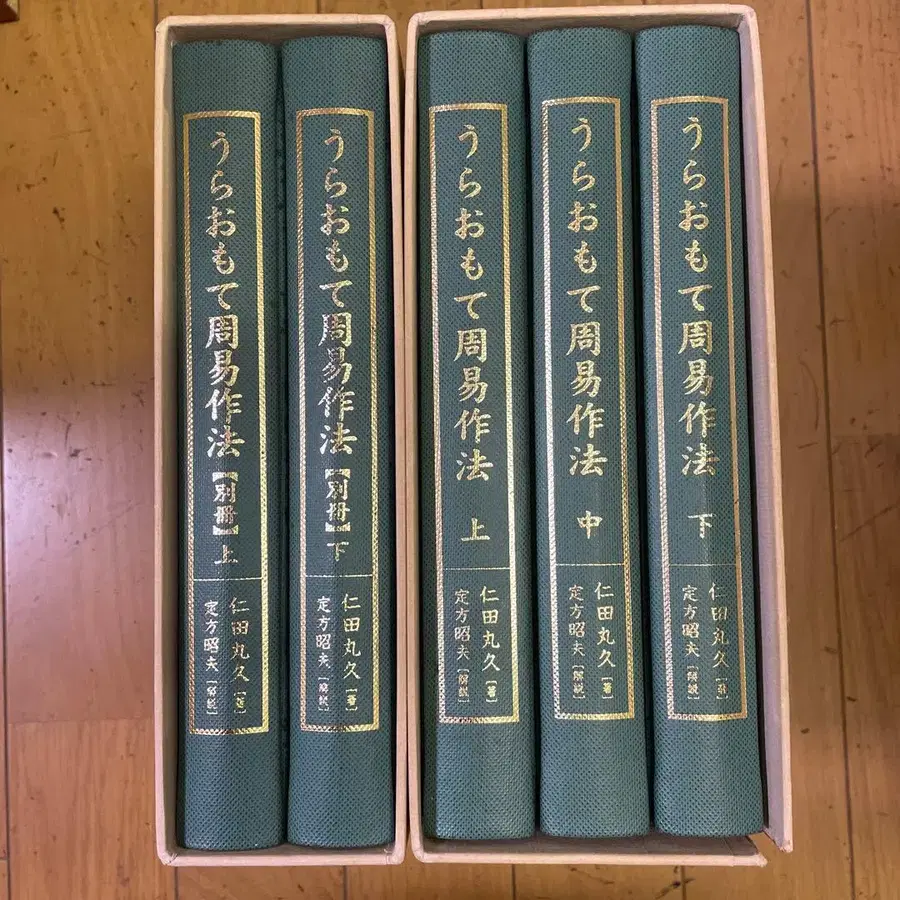 うらおもて周易作法【別冊】上
仁田丸久［著］
定方昭夫［解説］
うらおもて周易作法【別冊】下
仁田丸久［著］
定方昭夫［解説］
うらおもて周易作法 上
仁田丸久［著］
定方昭夫［解説］
うらおもて周易作法 中
仁田丸久［著］
定方昭夫［解説］
うらおもて周易作法 下
仁田丸久［著］
定方昭夫［解説］